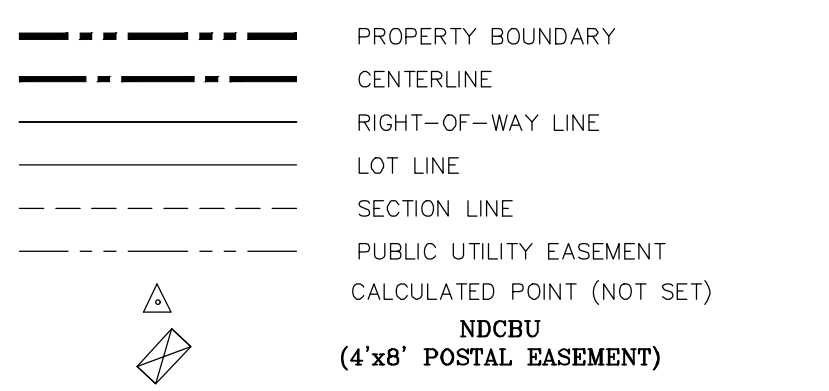 PROPERTY BOUNDARY
CENTERLINE
RIGHT-OF-WAY LINE
LOT LINE
SECTION LINE
PUBLIC UTILITY EASEMENT
CALCULATED POINT (NOT SET)
NDCBU
(4'x8' POSTAL EASEMENT)